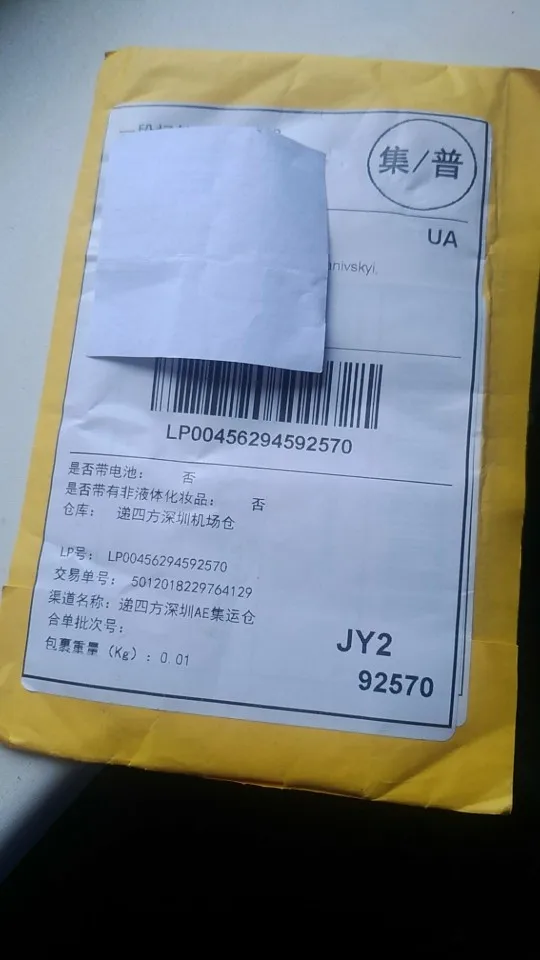 集/普
UA
anivskyi,
LP00456294592570
是否带电池： 否
是否带有非液体化妆品： 否
仓库： 递四方深圳机场仓
LP号： LP00456294592570
交易单号： 5012018229764129
渠道名称：递四方深圳AE集运仓
合单批次号：
包裹重量（Kg）：0.01
JY2
92570